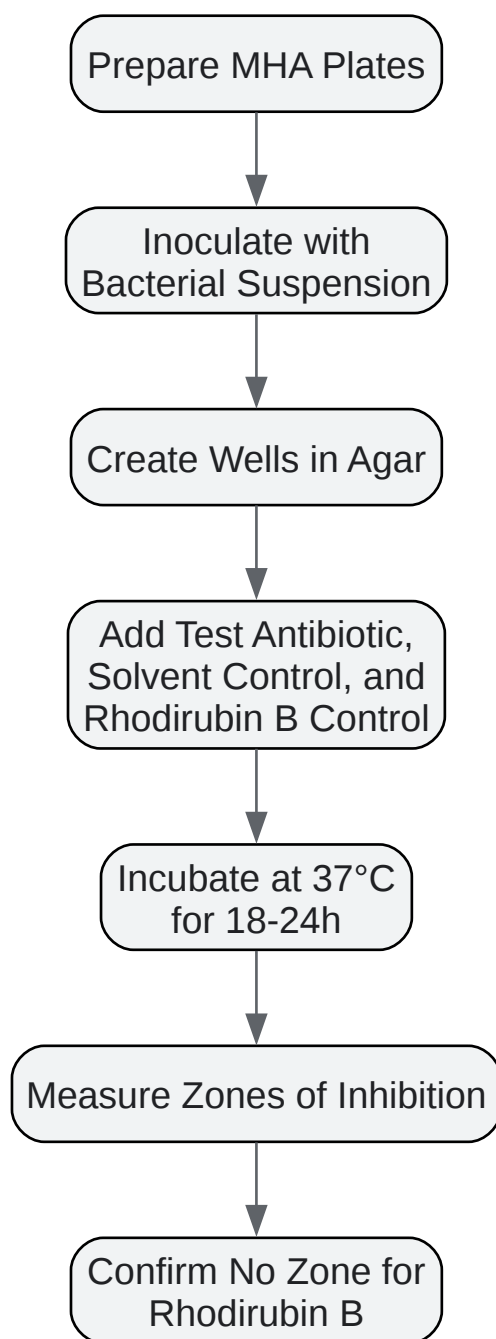 Prepare MHA Plates
Inoculate with
Bacterial Suspension
Create Wells in Agar
Add Test Antibiotic,
Solvent Control, and
Rhodirubin B Control
Incubate at 37°C
for 18-24h
Measure Zones of Inhibition
Confirm No Zone for
Rhodirubin B